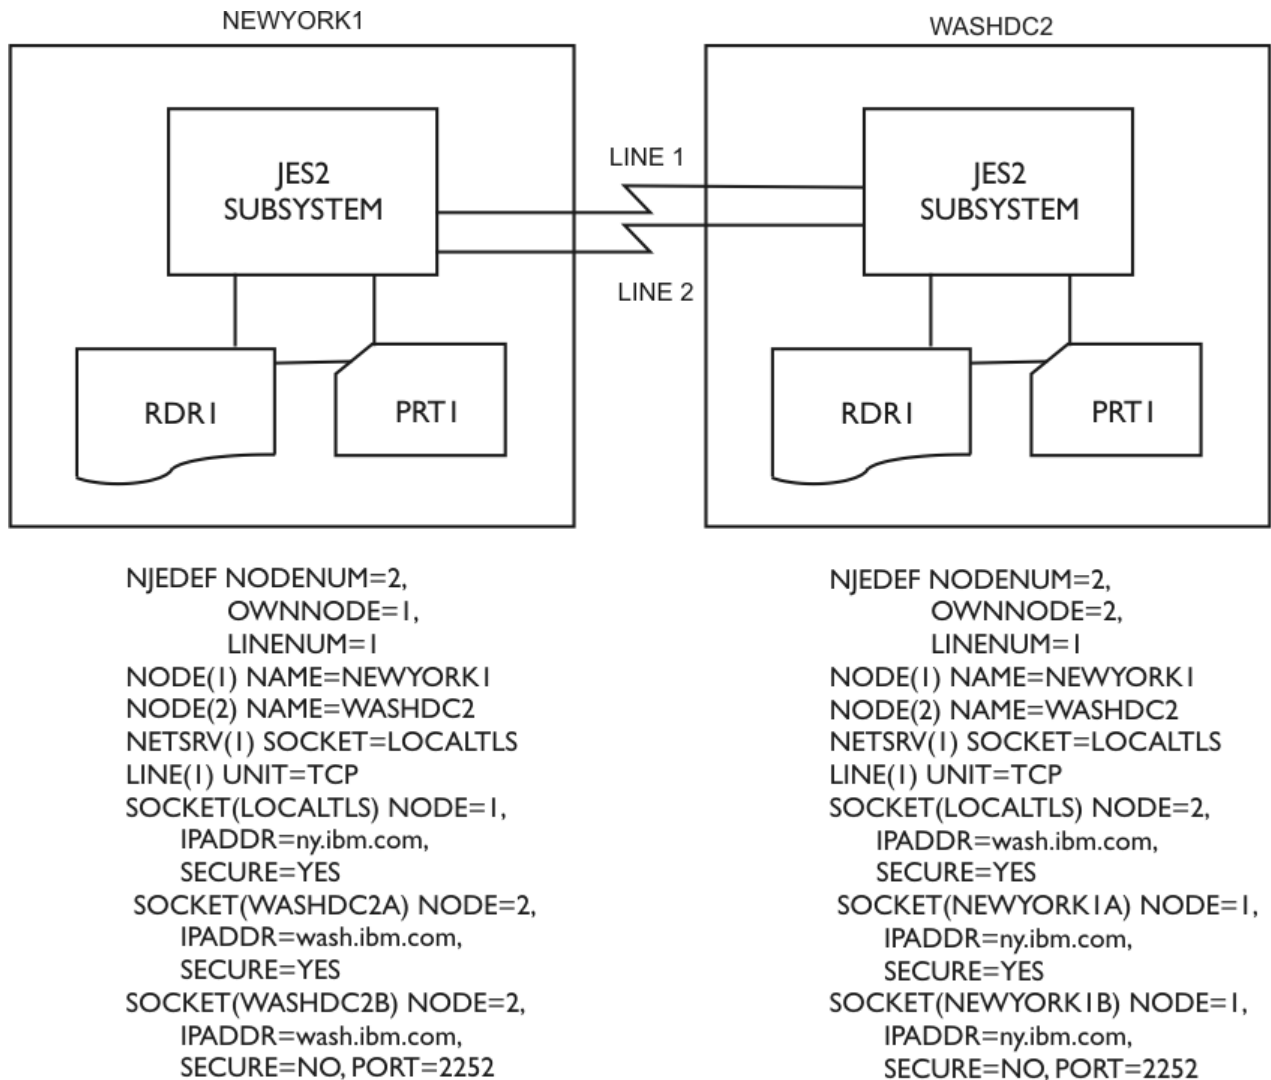 NEWYORK1
WASHDC2
JES2
SUBSYSTEM
LINE 1
JES2
SUBSYSTEM
LINE 2
RDR1
PRT1
RDR1
PRT1
NJEDEF NODENUM=2,
OWNNODE=1,
LINENUM=1
NODE(1) NAME=NEWYORK1
NODE(2) NAME=WASHDC2
NETSRV(1) SOCKET=LOCALTLS
LINE(1) UNIT=TCP
SOCKET(LOCALTLS) NODE=1,
IPADDR=ny.ibm.com,
SECURE=YES
SOCKET(WASHDC2A) NODE=2,
IPADDR=wash.ibm.com,
SECURE=YES
SOCKET(WASHDC2B) NODE=2,
IPADDR=wash.ibm.com,
SECURE=NO, PORT=2252
NJEDEF NODENUM=2,
OWNNODE=2,
LINENUM=1
NODE(1) NAME=NEWYORK1
NODE(2) NAME=WASHDC2
NETSRV(1) SOCKET=LOCALTLS
LINE(1) UNIT=TCP
SOCKET(LOCALTLS) NODE=2,
IPADDR=wash.ibm.com,
SECURE=YES
SOCKET(NEWYORK1A) NODE=1,
IPADDR=ny.ibm.com,
SECURE=YES
SOCKET(NEWYORK1B) NODE=1,
IPADDR=ny.ibm.com,
SECURE=NO, PORT=2252